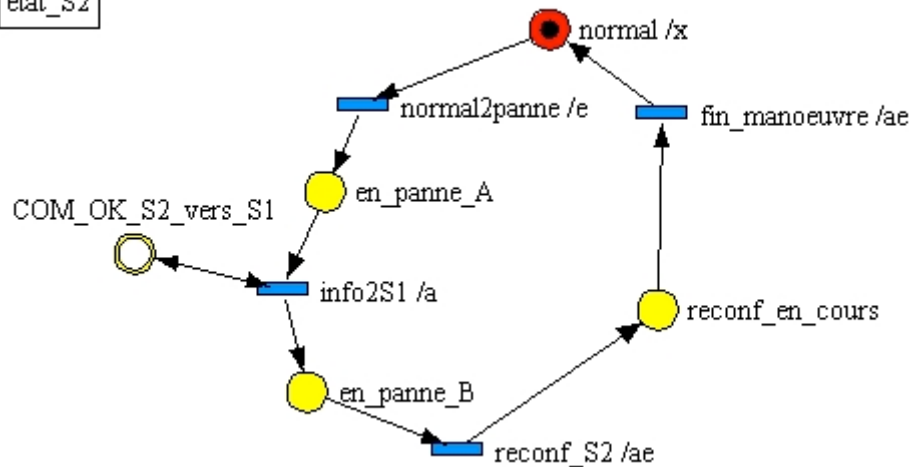 etat_S2
normal /x
normal2panne /e
fin_manoeuvre /ae
en_panne_A
COM_OK_S2_vers_S1
info2S1 /a
reconf_en_cours
en_panne_B
reconf_S2 /ae